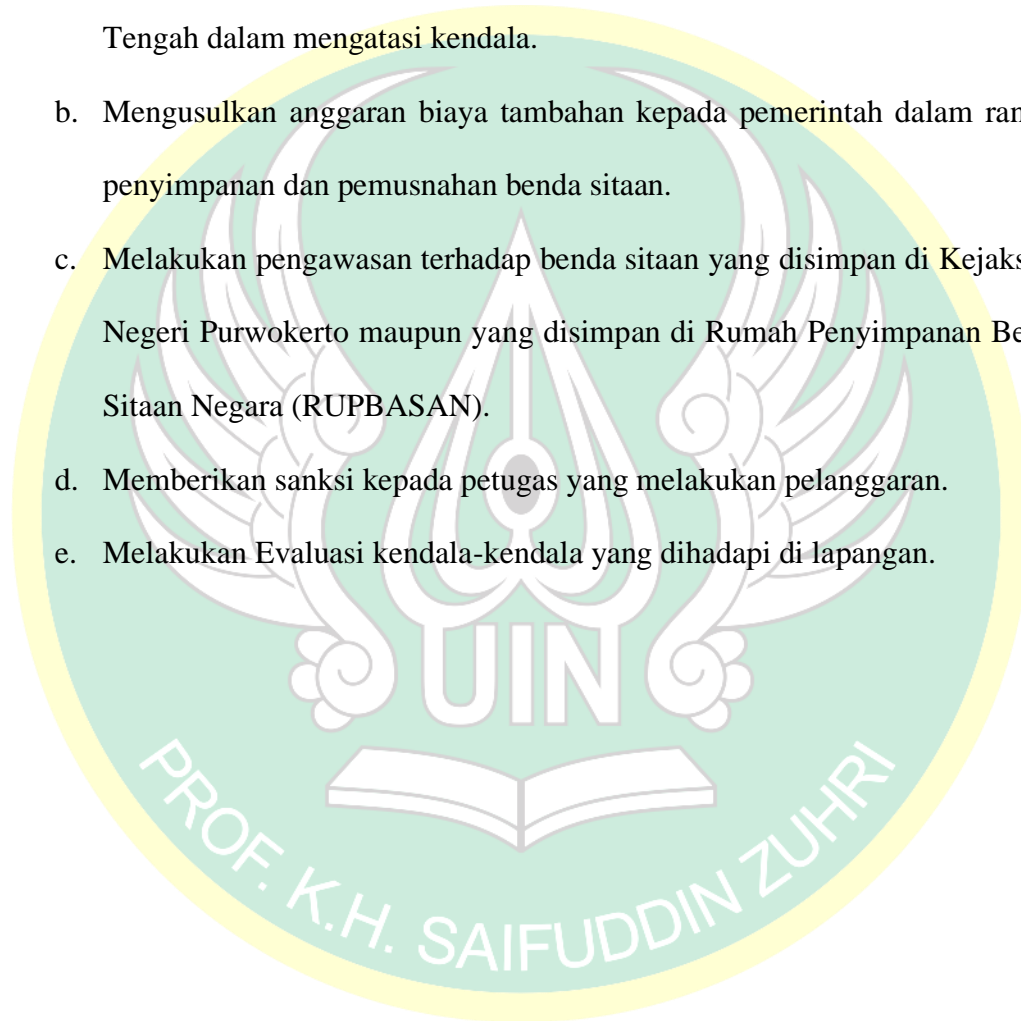 Tengah dalam mengatasi kendala.
b. Mengusulkan anggaran biaya tambahan kepada pemerintah dalam ran
penyimpanan dan pemusnahan benda sitaan.
c. Melakukan pengawasan terhadap benda sitaan yang disimpan di Kejaks
Negeri Purwokerto maupun yang disimpan di Rumah Penyimpanan Be
Sitaan Negara (RUPBASAN).
d. Memberikan sanksi kepada petugas yang melakukan pelanggaran.
e. Melakukan Evaluasi kendala-kendala yang dihadapi di lapangan.
UIN
PROF. K.H. SAIFUDDIN ZUHRI